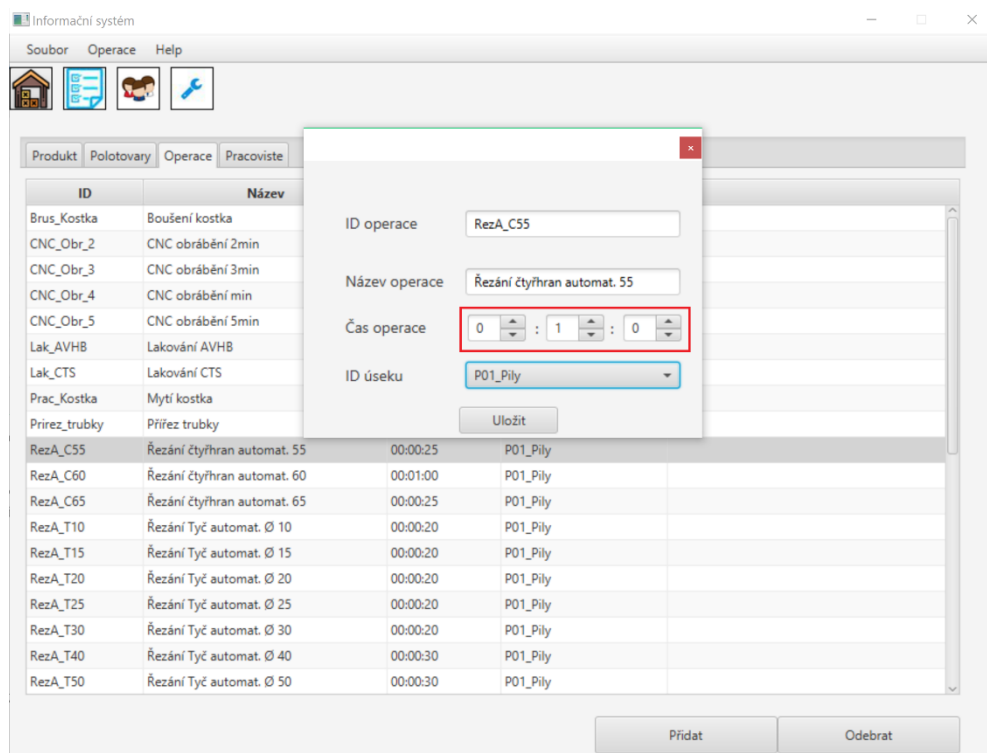 Informační systém
Soubor Operace Help
Produkt Polotovary Operace Pracoviste
ID Název
Brus_Kostka Boušení kostka
CNC_Obr_2 CNC obrábění 2min
CNC_Obr_3 CNC obrábění 3min
CNC_Obr_4 CNC obrábění min
CNC_Obr_5 CNC obrábění 5min
Lak_AVHB Lakování AVHB
Lak_CTS Lakování CTS
Prac_Kostka Mytí kostka
Prirez_trubky Přířez trubky
RezA_C55 Řezání čtyřhran automat. 55 00:00:25 P01_Pily
RezA_C60 Řezání čtyřhran automat. 60 00:01:00 P01_Pily
RezA_C65 Řezání čtyřhran automat. 65 00:00:25 P01_Pily
RezA_T10 Řezání Tyč automat. Ø 10 00:00:20 P01_Pily
RezA_T15 Řezání Tyč automat. Ø 15 00:00:20 P01_Pily
RezA_T20 Řezání Tyč automat. Ø 20 00:00:20 P01_Pily
RezA_T25 Řezání Tyč automat. Ø 25 00:00:20 P01_Pily
RezA_T30 Řezání Tyč automat. Ø 30 00:00:20 P01_Pily
RezA_T40 Řezání Tyč automat. Ø 40 00:00:30 P01_Pily
RezA_T50 Řezání Tyč automat. Ø 50 00:00:30 P01_Pily
ID operace RezA_C55
Název operace Řezání čtyřhran automat. 55
Čas operace 0 : 1 : 0
ID úseku P01_Pily
Uložit
Přidat Odebrat